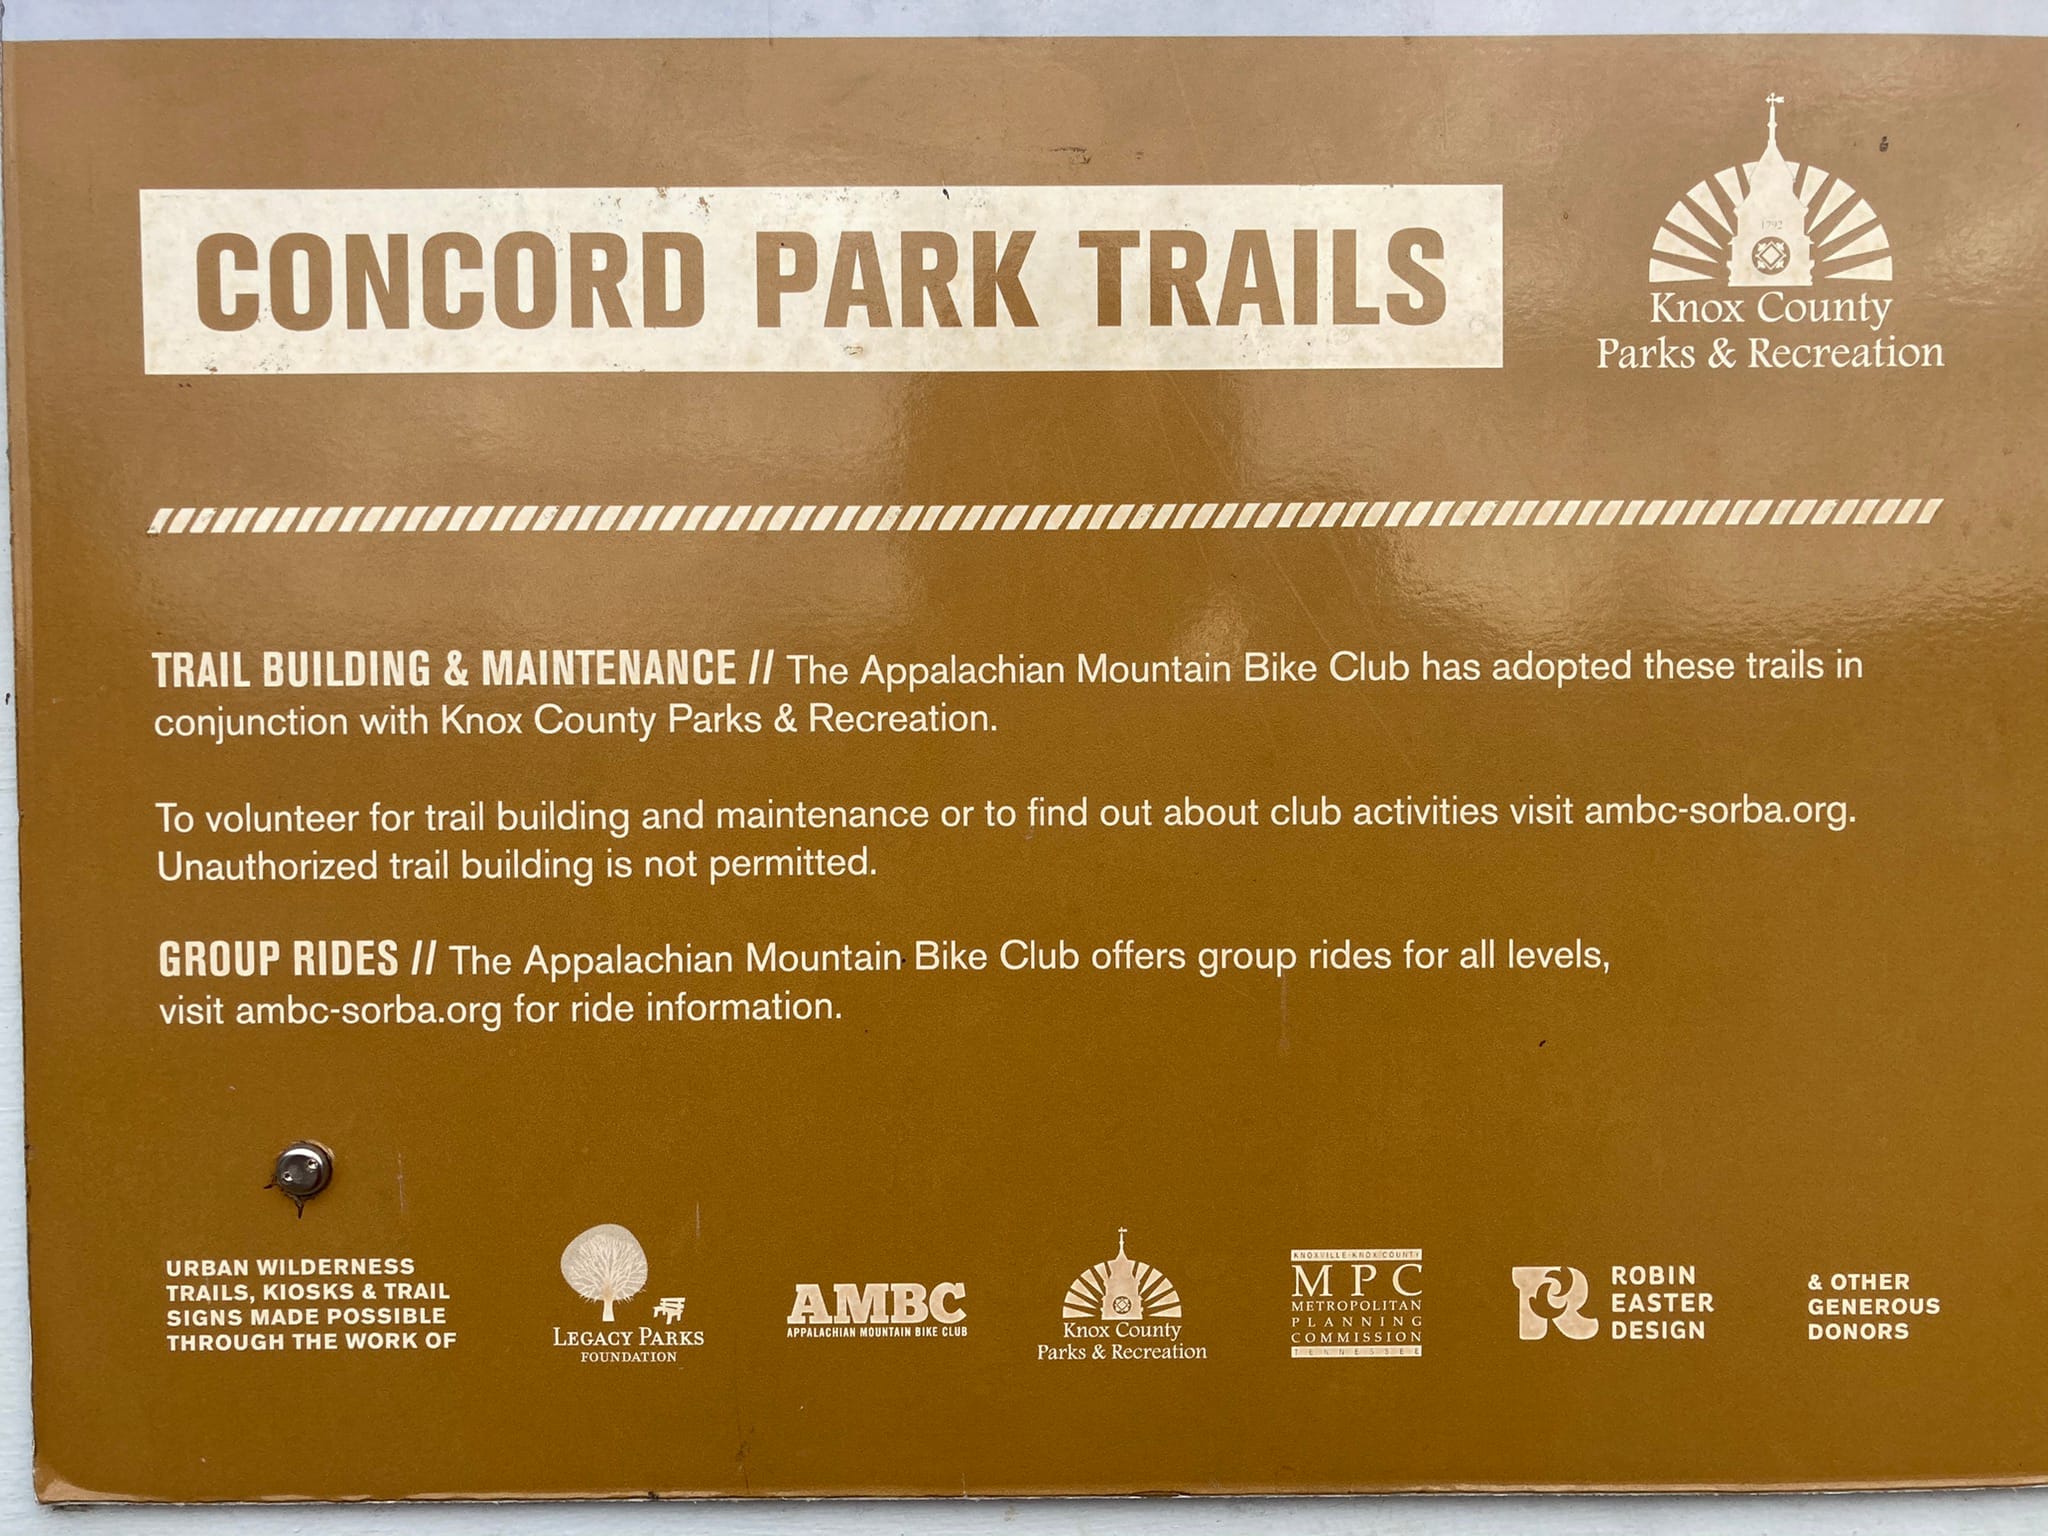 CONCORD PARK TRAILS
1792
Knox County
Parks & Recreation
TRAIL BUILDING & MAINTENANCE // The Appalachian Mountain Bike Club has adopted these trails in
conjunction with Knox County Parks & Recreation.
To volunteer for trail building and maintenance or to find out about club activities visit ambc-sorba.org.
Unauthorized trail building is not permitted.
GROUP RIDES // The Appalachian Mountain Bike Club offers group rides for all levels,
visit ambc-sorba.org for ride information.
URBAN WILDERNESS
TRAILS, KIOSKS & TRAIL
SIGNS MADE POSSIBLE
THROUGH THE WORK OF
LEGACY PARKS
FOUNDATION
AMBC
APPALACHIAN MOUNTAIN BIKE CLUB
Knox County
Parks & Recreation
KNOXVILLE·KNOX COUNTY
MPC
METROPOLITAN
PLANNING
COMMISSION
TENNESSEE
ROBIN
EASTER
DESIGN
& OTHER
GENEROUS
DONORS